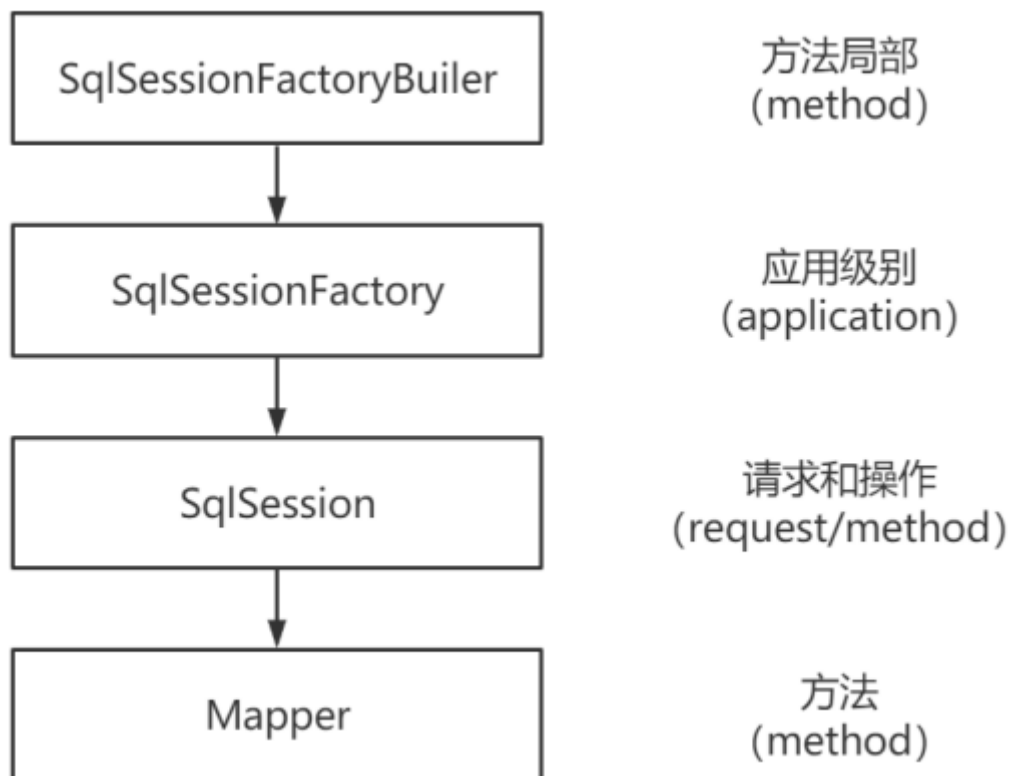 SqlSessionFactoryBuiler
方法局部
(method)
SqlSessionFactory
应用级别
(application)
SqlSession
请求和操作
(request/method)
Mapper
方法
(method)